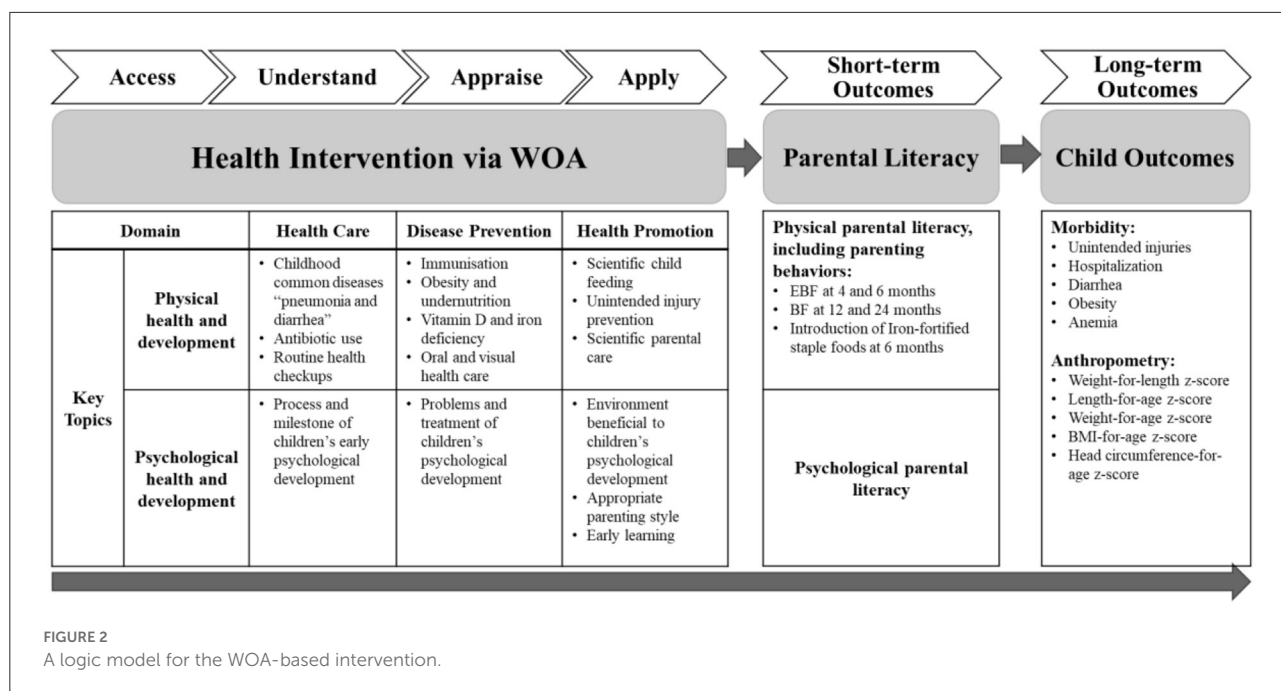 Access
Understand
Appraise
Apply
Short-term
Outcomes
Long-term
Outcomes
Health Intervention via WOA
Parental Literacy
Child Outcomes
Domain
Health Care
Disease Prevention
Health Promotion
Key
Topics
Physical
health and
development
• Childhood
common diseases
“pneumonia and
diarrhea”
• Antibiotic use
• Routine health
checkups
• Immunisation
• Obesity and
undernutrition
• Vitamin D and iron
deficiency
• Oral and visual
health care
• Scientific child
feeding
• Unintended injury
prevention
• Scientific parental
care
Psychological
health and
development
• Process and
milestone of
children’s early
psychological
development
• Problems and
treatment of
children’s
psychological
development
• Environment
beneficial to
children’s
psychological
development
• Appropriate
parenting style
• Early learning
Physical parental literacy,
including parenting
behaviors:
• EBF at 4 and 6 months
• BF at 12 and 24 months
• Introduction of Iron-fortified
staple foods at 6 months
Psychological parental
literacy
Morbidity:
• Unintended injuries
• Hospitalization
• Diarrhea
• Obesity
• Anemia
Anthropometry:
• Weight-for-length z-score
• Length-for-age z-score
• Weight-for-age z-score
• BMI-for-age z-score
• Head circumference-for-
age z-score
FIGURE 2
A logic model for the WOA-based intervention.